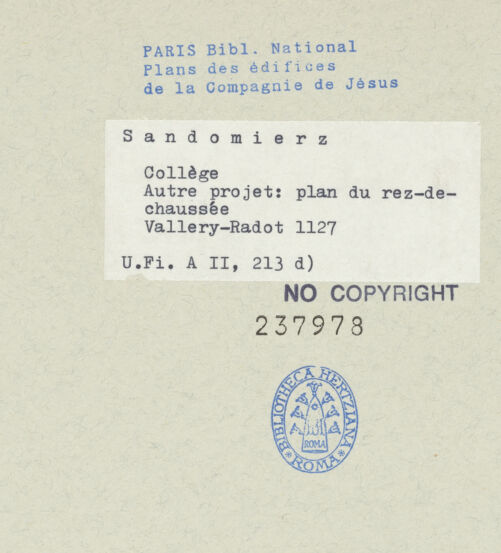 PARIS Bibl. National
Plans des édifices
de la Compagnie de Jésus
Sandomierz
Collège
Autre projet: plan du rez-de-
chaussée
Vallery-Radot 1127
U.Fi. A II, 213 d)
NO COPYRIGHT
237978
BIBLIOTHECA HERTZIANA
ROMA
*ROMA*